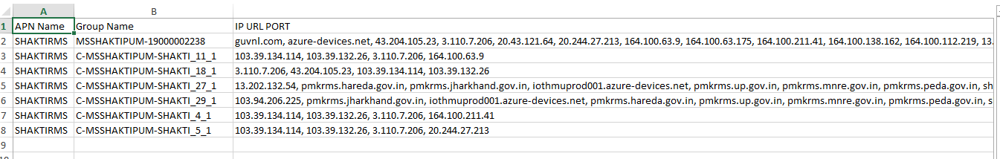 A B
1 APN Name Group Name IP URL PORT
2 SHAKTIRMS MSSHAKTIPUM-19000002238 guvnl.com, azure-devices.net, 43.204.105.23, 3.110.7.206, 20.43.121.64, 20.244.27.213, 164.100.63.9, 164.100.63.175, 164.100.211.41, 164.100.138.162, 164.100.112.219, 13.
3 SHAKTIRMS C-MSSHAKTIPUM-SHAKTI_11_1 103.39.134.114, 103.39.132.26, 3.110.7.206, 164.100.63.9
4 SHAKTIRMS C-MSSHAKTIPUM-SHAKTI_18_1 3.110.7.206, 43.204.105.23, 103.39.134.114, 103.39.132.26
5 SHAKTIRMS C-MSSHAKTIPUM-SHAKTI_27_1 13.202.132.54, pmkrms.hareda.gov.in, pmkrms.jharkhand.gov.in, iothmuprod001.azure-devices.net, pmkrms.up.gov.in, pmkrms.mnre.gov.in, pmkrms.peda.gov.in, sh
6 SHAKTIRMS C-MSSHAKTIPUM-SHAKTI_29_1 103.94.206.225, pmkrms.jharkhand.gov.in, iothmuprod001.azure-devices.net, pmkrms.hareda.gov.in, pmkrms.up.gov.in, pmkrms.mnre.gov.in, pmkrms.peda.gov.in, s
7 SHAKTIRMS C-MSSHAKTIPUM-SHAKTI_4_1 103.39.134.114, 103.39.132.26, 3.110.7.206, 164.100.211.41
8 SHAKTIRMS C-MSSHAKTIPUM-SHAKTI_5_1 103.39.134.114, 103.39.132.26, 3.110.7.206, 20.244.27.213
9